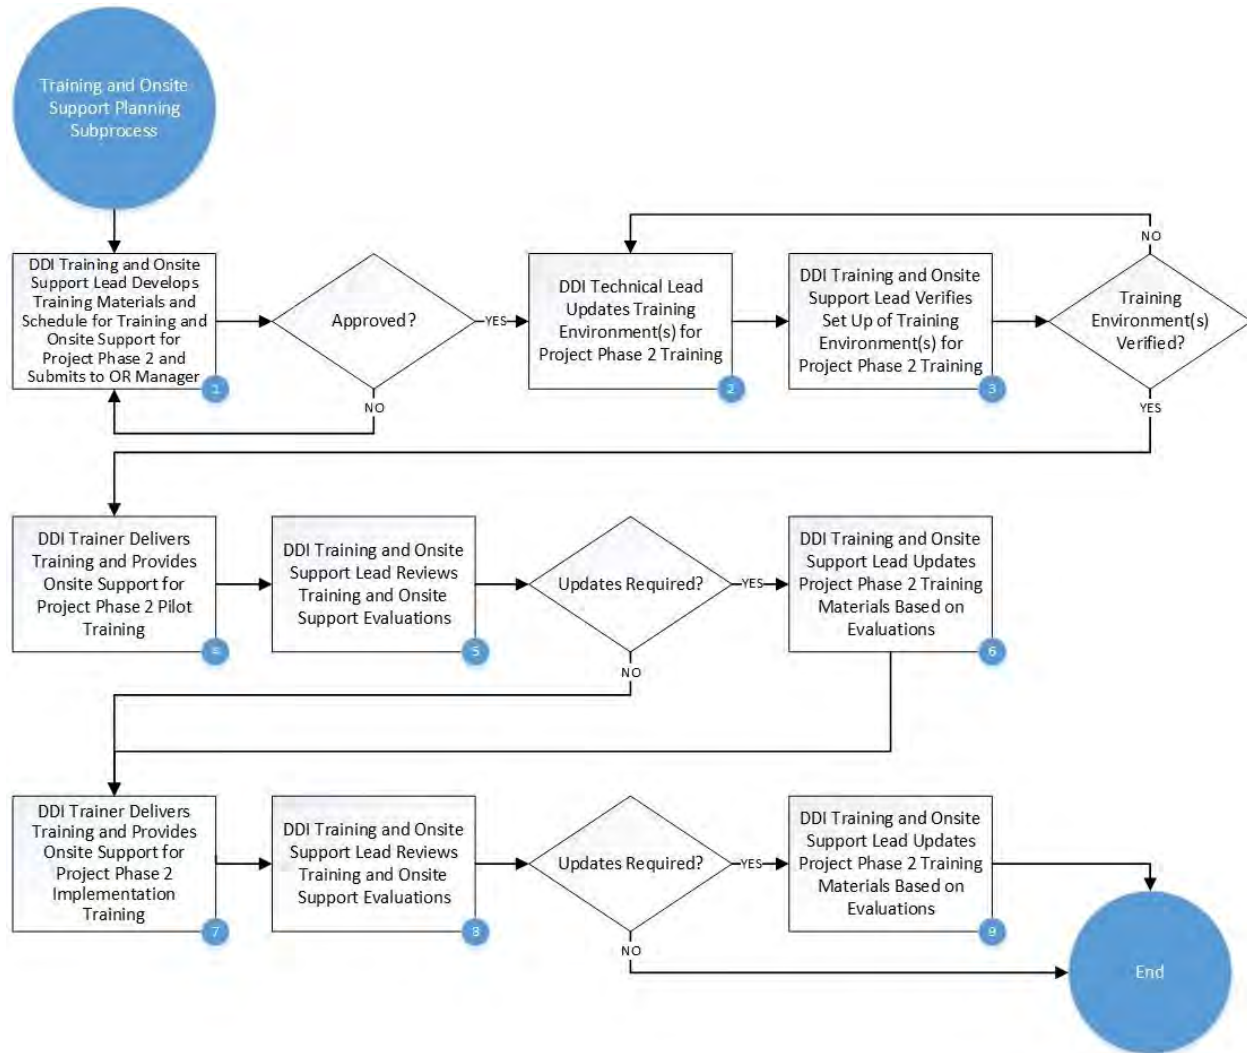 Training and Onsite
Support Planning
Subprocess
DDI Training and Onsite
Support Lead Develops
Training Materials and
Schedule for Training and
Onsite Support for
Project Phase 2 and
Submits to OR Manager
1
Approved?
YES
NO
DDI Technical Lead
Updates Training
Environment(s) for
Project Phase 2 Training
2
DDI Training and Onsite
Support Lead Verifies
Set Up of Training
Environment(s) for
Project Phase 2 Training
3
NO
Training
Environment(s)
Verified?
YES
DDI Trainer Delivers
Training and Provides
Onsite Support for
Project Phase 2 Pilot
Training
4
DDI Training and Onsite
Support Lead Reviews
Training and Onsite
Support Evaluations
5
Updates Required?
YES
NO
DDI Training and Onsite
Support Lead Updates
Project Phase 2 Training
Materials Based on
Evaluations
6
DDI Trainer Delivers
Training and Provides
Onsite Support for
Project Phase 2
Implementation
Training
7
DDI Training and Onsite
Support Lead Reviews
Training and Onsite
Support Evaluations
8
Updates Required?
YES
NO
DDI Training and Onsite
Support Lead Updates
Project Phase 2 Training
Materials Based on
Evaluations
9
End